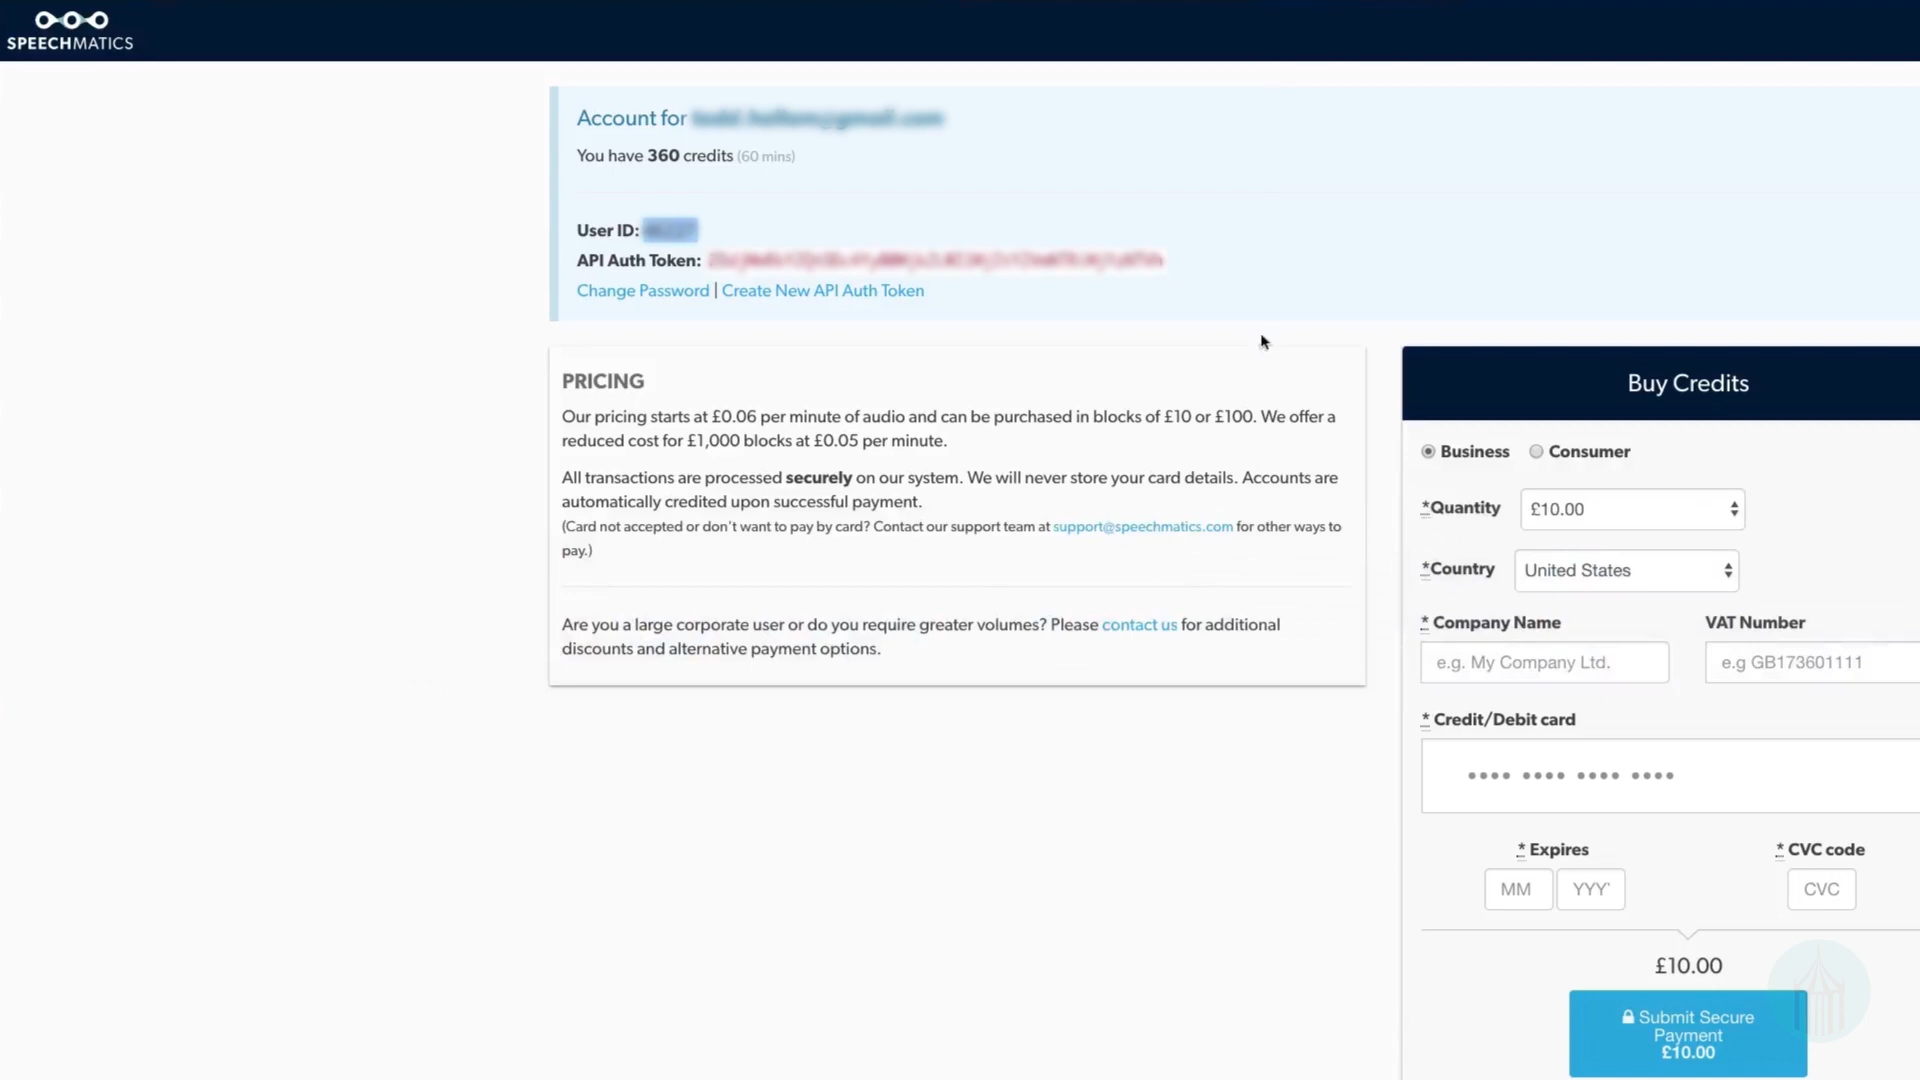 SPEECHMATICS
Account for
You have 360 credits (60 mins)
User ID:
API Auth Token:
Change Password | Create New API Auth Token
PRICING
Our pricing starts at £0.06 per minute of audio and can be purchased in blocks of £10 or £100. We offer a
reduced cost for £1,000 blocks at £0.05 per minute.
All transactions are processed securely on our system. We will never store your card details. Accounts are
automatically credited upon successful payment.
(Card not accepted or don't want to pay by card? Contact our support team at support@speechmatics.com for other ways to
pay.)
Are you a large corporate user or do you require greater volumes? Please contact us for additional
discounts and alternative payment options.
Buy Credits
Business Consumer
*Quantity £10.00
*Country United States
* Company Name VAT Number
e.g. My Company Ltd. e.g GB173601111
* Credit/Debit card
•••• •••• •••• ••••
* Expires * CVC code
MM YYY' CVC
£10.00
Submit Secure
Payment
£10.00